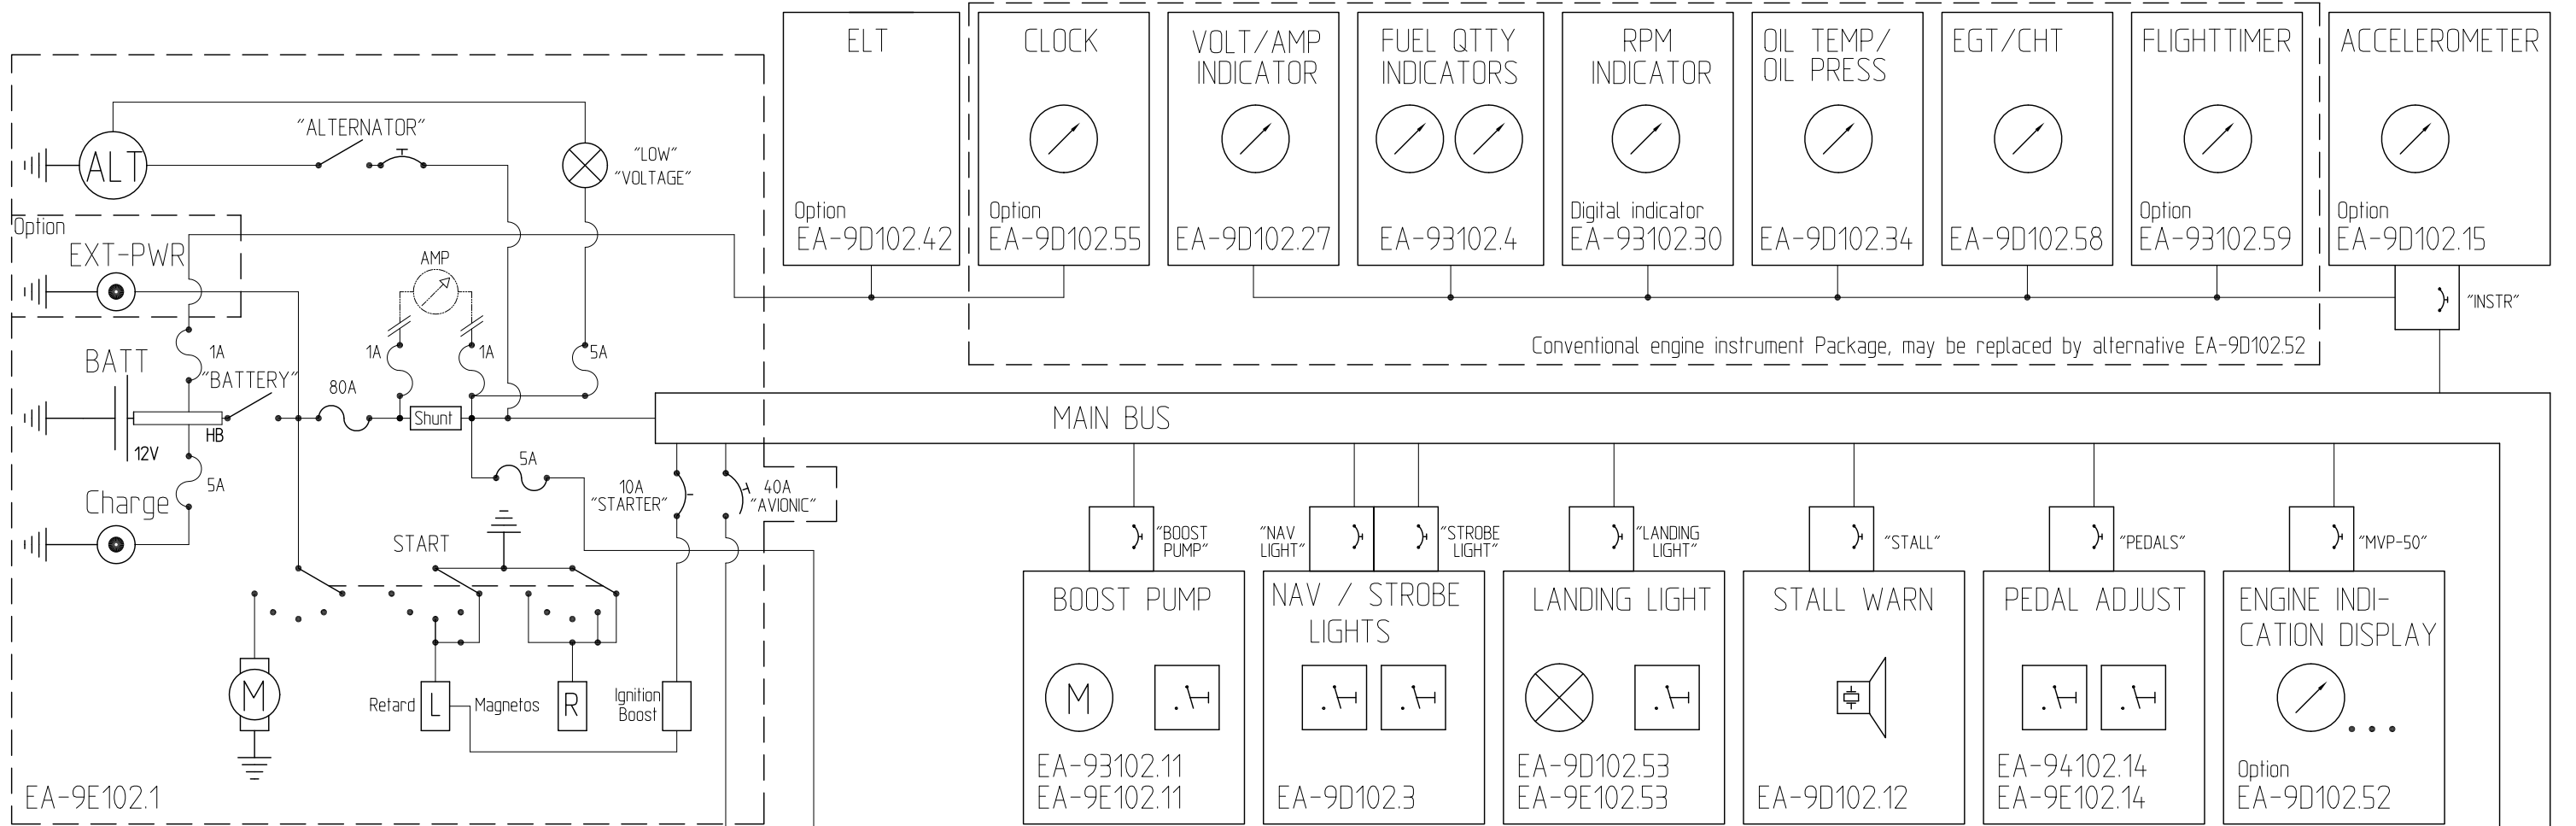 ELT
Option
EA-9D102.42
CLOCK
Option
EA-9D102.55
VOLT/AMP
INDICATOR
EA-9D102.27
FUEL QTTY
INDICATORS
EA-93102.4
RPM
INDICATOR
Digital indicator
EA-93102.30
OIL TEMP/
OIL PRESS
EA-9D102.34
EGT/CHT
EA-9D102.58
FLIGHTTIMER
Option
EA-93102.59
ACCELEROMETER
Option
EA-9D102.15
"INSTR"
Conventional engine instrument Package, may be replaced by alternative EA-9D102.52
"ALTERNATOR"
ALT
"LOW"
"VOLTAGE"
Option
EXT-PWR
AMP
1A
1A
1A
5A
BATT
"BATTERY"
80A
Shunt
HB
12V
5A
Charge
5A
START
10A
"STARTER"
40A
"AVIONIC"
M
Retard
L
Magnetos
R
Ignition
Boost
EA-9E102.1
MAIN BUS
"BOOST
PUMP"
BOOST PUMP
M
EA-93102.11
EA-9E102.11
"NAV
LIGHT"
"STROBE
LIGHT"
NAV / STROBE
LIGHTS
EA-9D102.3
"LANDING
LIGHT"
LANDING LIGHT
EA-9D102.53
EA-9E102.53
"STALL"
STALL WARN
EA-9D102.12
"PEDALS"
PEDAL ADJUST
EA-94102.14
EA-9E102.14
"MVP-50"
ENGINE INDI-
CATION DISPLAY
Option
EA-9D102.52